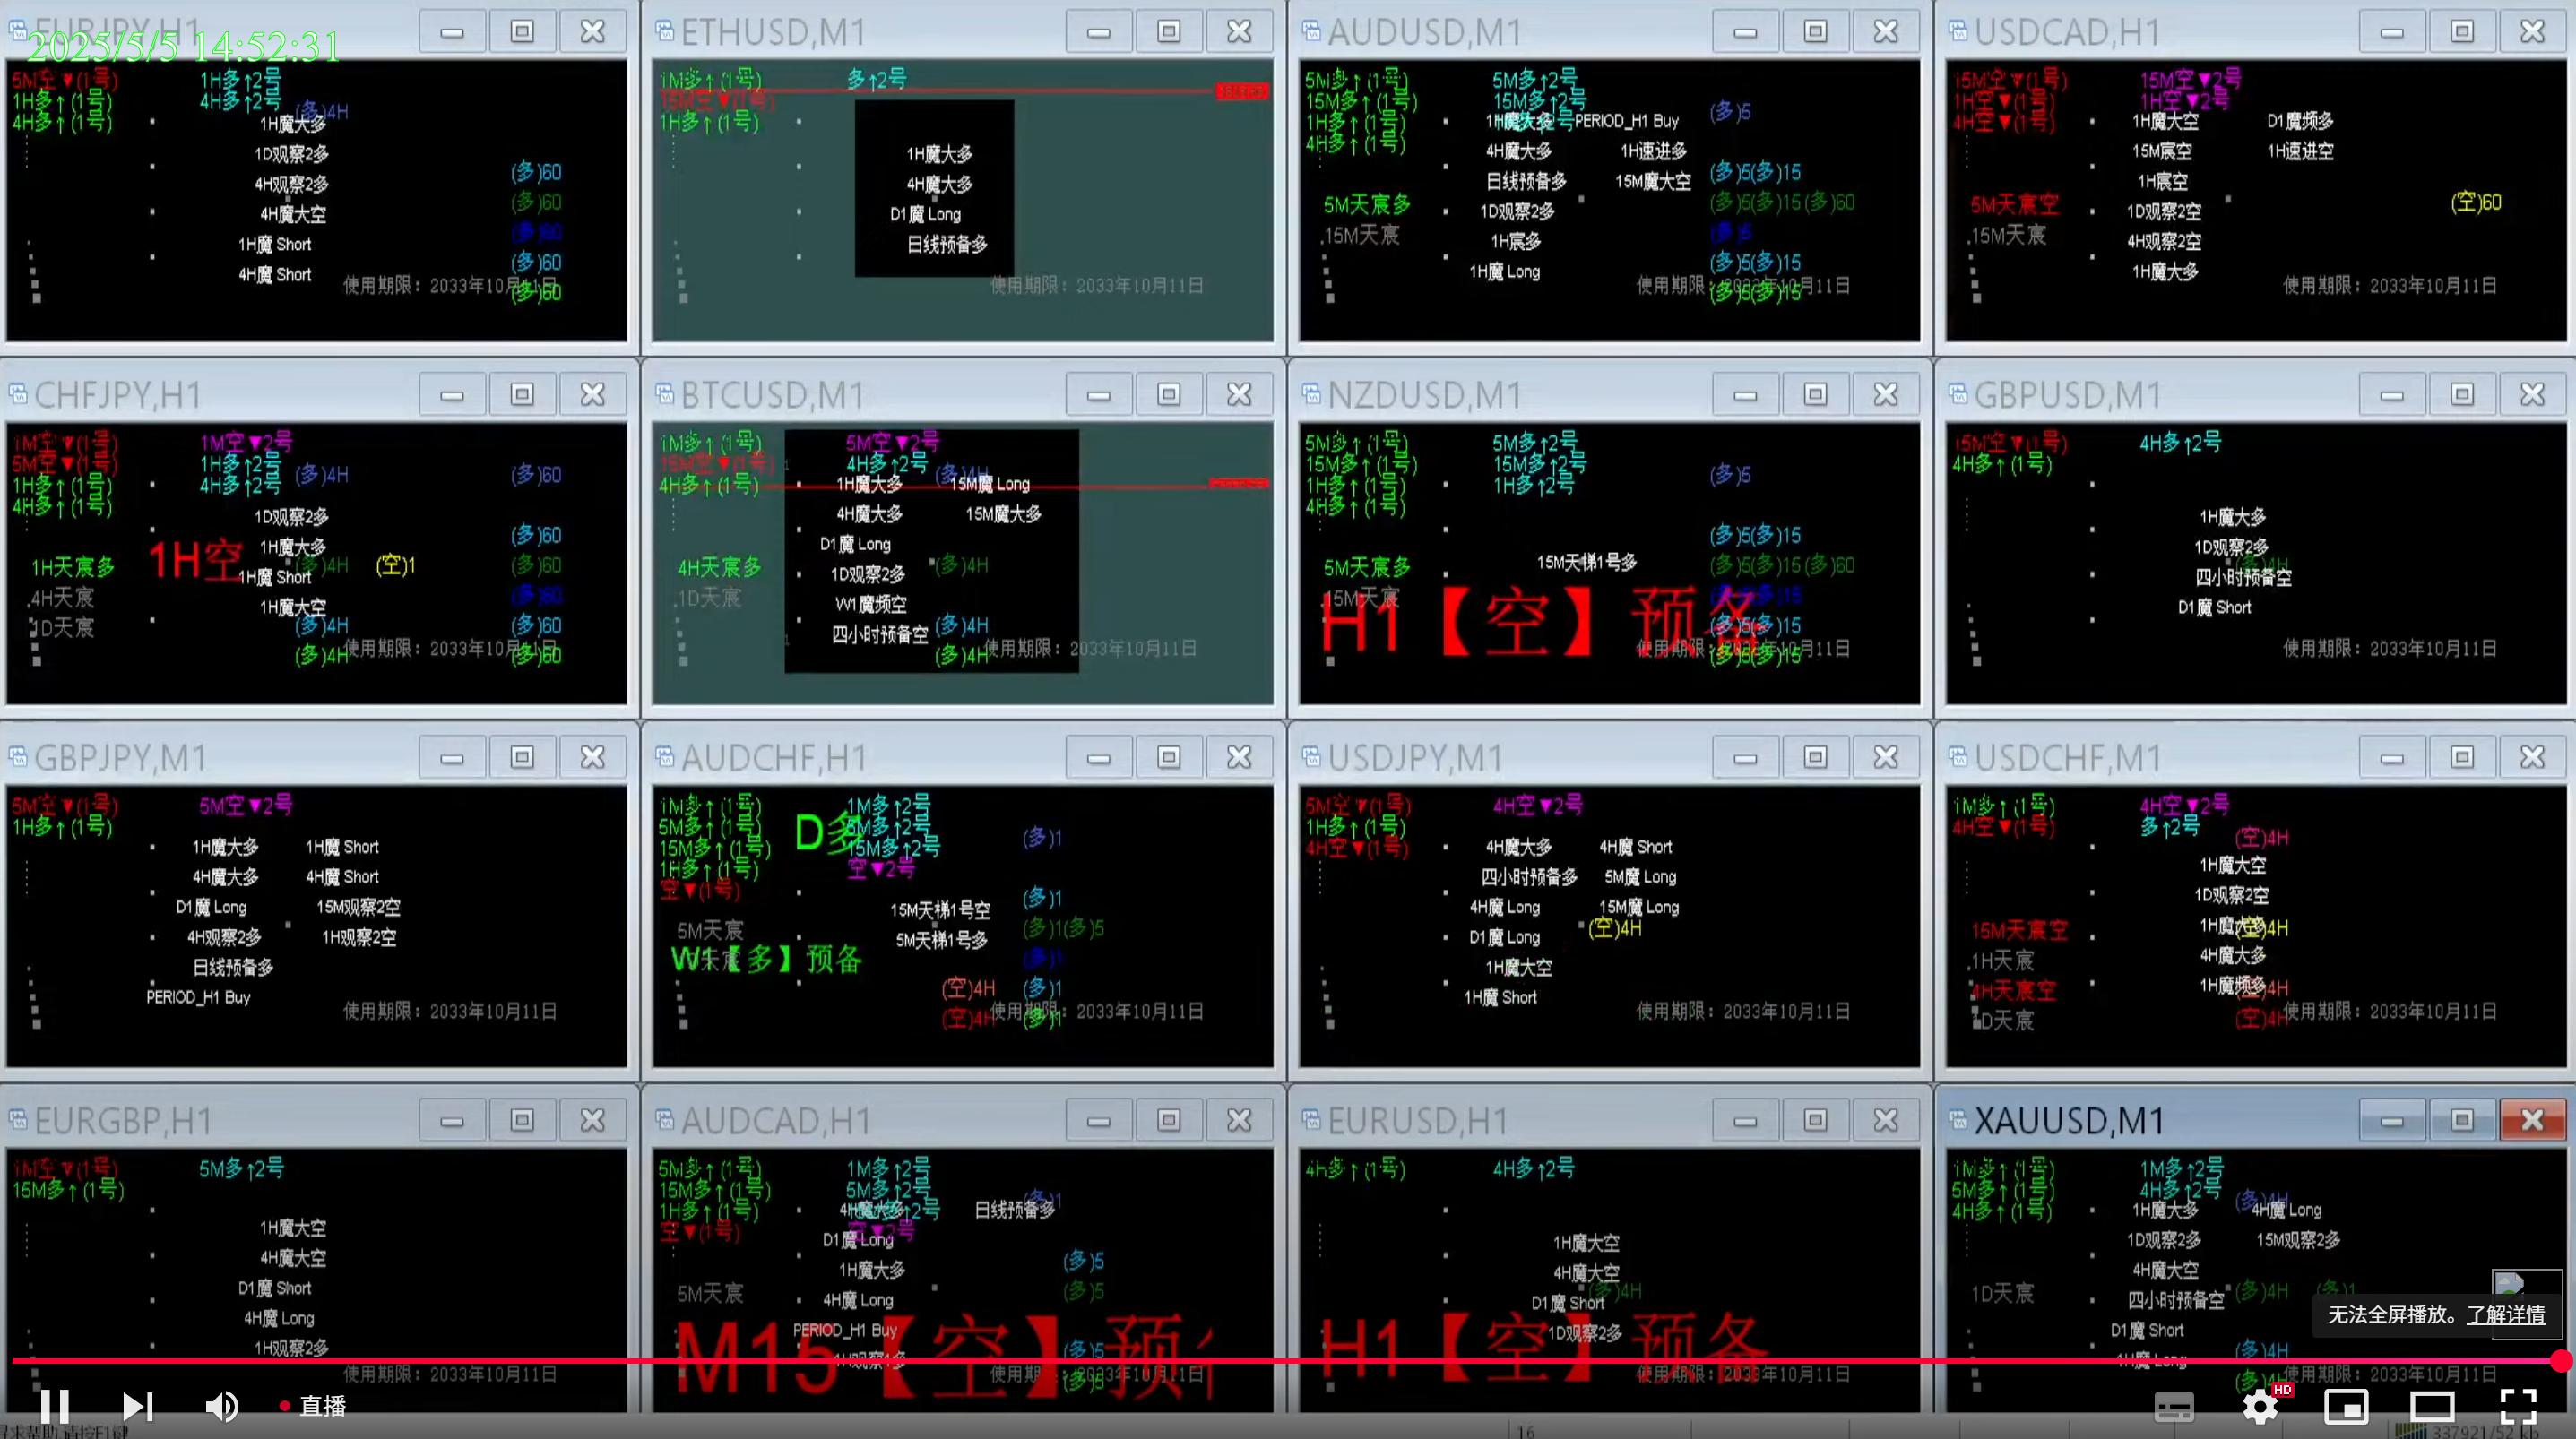 EURJPY,H1
2025/5/5 14:52:31
5M空▼(1号)
1H多↑2号
1H多↑(1号)
4H多↑2号
4H多↑(1号)
(多)4H
1H魔大多
1D观察2多
4H观察2多
4H魔大空
1H魔 Short
4H魔 Short
(多)60
(多)60
(多)60
(多)60
(多)60
使用期限: 2033年10月11日
ETHUSD,M1
1M多↑(1号)
多↑2号
15M空▼(1号)
1H多↑(1号)
1H魔大多
4H魔大多
D1魔 Long
日线预备多
使用期限: 2033年10月11日
AUDUSD,M1
5M多↑(1号)
5M多↑2号
15M多↑(1号)
15M多↑2号
1H多↑(1号)
4H多↑(1号)
1H魔大多
PERIOD_H1 Buy
(多)5
4H魔大多
1H速进多
日线预备多
15M魔大空
(多)5(多)15
1D观察2多
(多)5(多)15(多)60
5M天宸多
15M天宸
1H宸多
(多)5
1H魔 Long
(多)5(多)15
(多)5(多)15
使用期限: 2033年10月11日
USDCAD,H1
15M空▼(1号)
15M空▼2号
1H空▼(1号)
1H空▼2号
4H空▼(1号)
1H魔大空
D1魔频多
15M宸空
1H速进空
1H宸空
5M天宸空
1D观察2空
(空)60
15M天宸
4H观察2空
1H魔大多
使用期限: 2033年10月11日
CHFJPY,H1
1M空▼(1号)
1M空▼2号
5M空▼(1号)
1H多↑2号
1H多↑(1号)
4H多↑2号
4H多↑(1号)
(多)4H
(多)60
1D观察2多
(多)60
1H魔大多
1H空
1H天宸多
(多)4H
(空)1
(多)60
1H魔 Short
4H天宸
(多)60
1H魔大空
1D天宸
(多)4H
(多)60
(多)4H
(多)60
使用期限: 2033年10月11日
BTCUSD,M1
1M多↑(1号)
5M空▼2号
15M空▼(1号)
4H多↑2号
4H多↑(1号)
(多)4H
1H魔大多
15M魔 Long
4H魔大多
15M魔大多
D1魔 Long
4H天宸多
1D观察2多
(多)4H
1D天宸
W1魔频空
四小时预备空
(多)4H
(多)4H
使用期限: 2033年10月11日
NZDUSD,M1
5M多↑(1号)
5M多↑2号
15M多↑(1号)
15M多↑2号
1H多↑(1号)
1H多↑2号
4H多↑(1号)
(多)5
(多)5(多)15
5M天宸多
15M天梯1号多
(多)5(多)15(多)60
15M天宸
H1【空】预备
(多)5(多)15
(多)5(多)15
使用期限: 2033年10月11日
GBPUSD,M1
15M空▼(1号)
4H多↑2号
4H多↑(1号)
1H魔大多
1D观察2多
(多)4H
四小时预备空
D1魔 Short
使用期限: 2033年10月11日
GBPJPY,M1
5M空▼(1号)
5M空▼2号
1H多↑(1号)
1H魔大多
1H魔 Short
4H魔大多
4H魔 Short
D1魔 Long
15M观察2空
4H观察2多
1H观察2空
日线预备多
PERIOD_H1 Buy
使用期限: 2033年10月11日
AUDCHF,H1
1M多↑(1号)
1M多↑2号
5M多↑(1号)
D多
5M多↑2号
15M多↑(1号)
15M多↑2号
1H多↑(1号)
空▼2号
空▼(1号)
(多)1
15M天梯1号空
(多)1
5M天宸
5M天梯1号多
(多)1(多)5
W1【多】预备
(多)1
(空)4H
(多)1
(空)4H
(多)1
使用期限: 2033年10月11日
USDJPY,M1
5M空▼(1号)
4H空▼2号
1H多↑(1号)
4H空▼(1号)
4H魔大多
4H魔 Short
四小时预备多
5M魔 Long
4H魔 Long
15M魔 Long
D1魔 Long
(空)4H
1H魔大空
1H魔 Short
使用期限: 2033年10月11日
USDCHF,M1
1M多↑(1号)
4H空▼2号
4H空▼(1号)
多↑2号
(空)4H
1H魔大空
1D观察2空
15M天宸空
1H魔大多
(空)4H
1H天宸
4H魔大多
4H天宸空
1H魔频多
(空)4H
1D天宸
(空)4H
使用期限: 2033年10月11日
EURGBP,H1
1M空▼(1号)
5M多↑2号
15M多↑(1号)
1H魔大空
4H魔大空
D1魔 Short
4H魔 Long
1H观察2多
使用期限: 2033年10月11日
AUDCAD,H1
5M多↑(1号)
1M多↑2号
15M多↑(1号)
5M多↑2号
1H多↑(1号)
空▼(1号)
空▼2号
(多)1
4H魔大多
日线预备多
D1魔 Long
1H魔大多
(多)5
5M天宸
4H魔 Long
(多)5
PERIOD_H1 Buy
M15【空】预
(多)5
(多)5
使用期限: 2033年10月11日
EURUSD,H1
4H多↑(1号)
4H多↑2号
1H魔大空
4H魔大空
(多)4H
D1魔 Short
1D观察2多
H1【空】预备
使用期限: 2033年10月11日
XAUUSD,M1
1M多↑(1号)
1M多↑2号
5M多↑(1号)
4H多↑2号
4H多↑(1号)
(多)4H
1H魔大多
4H魔 Long
1D观察2多
15M观察2多
4H魔大空
1D天宸
四小时预备空
(多)4H
(多)1
D1魔 Short
1H魔 Long
(多)4H
使用期限: 2033年10月11日
无法全屏播放。了解详情
直播
HD
16
337921/52 kb